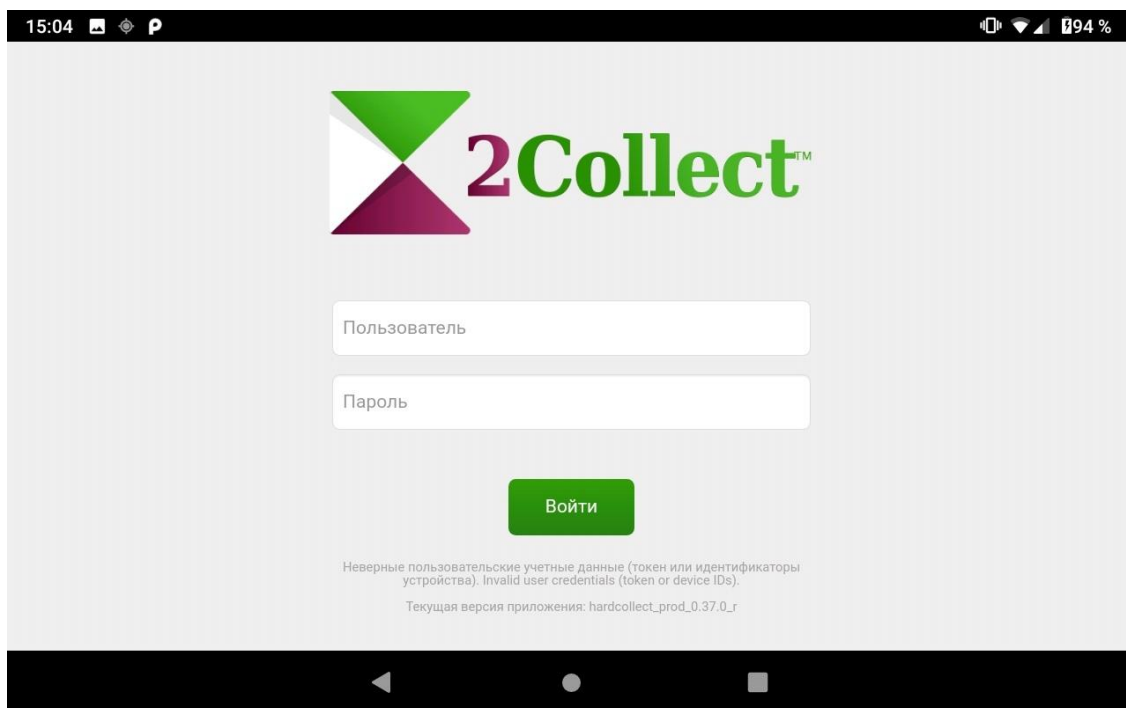 15:04 94 %
2Collect™
Пользователь
Пароль
Войти
Неверные пользовательские учетные данные (токен или идентификаторы
устройства). Invalid user credentials (token or device IDs).
Текущая версия приложения: hardcollect_prod_0.37.0_r